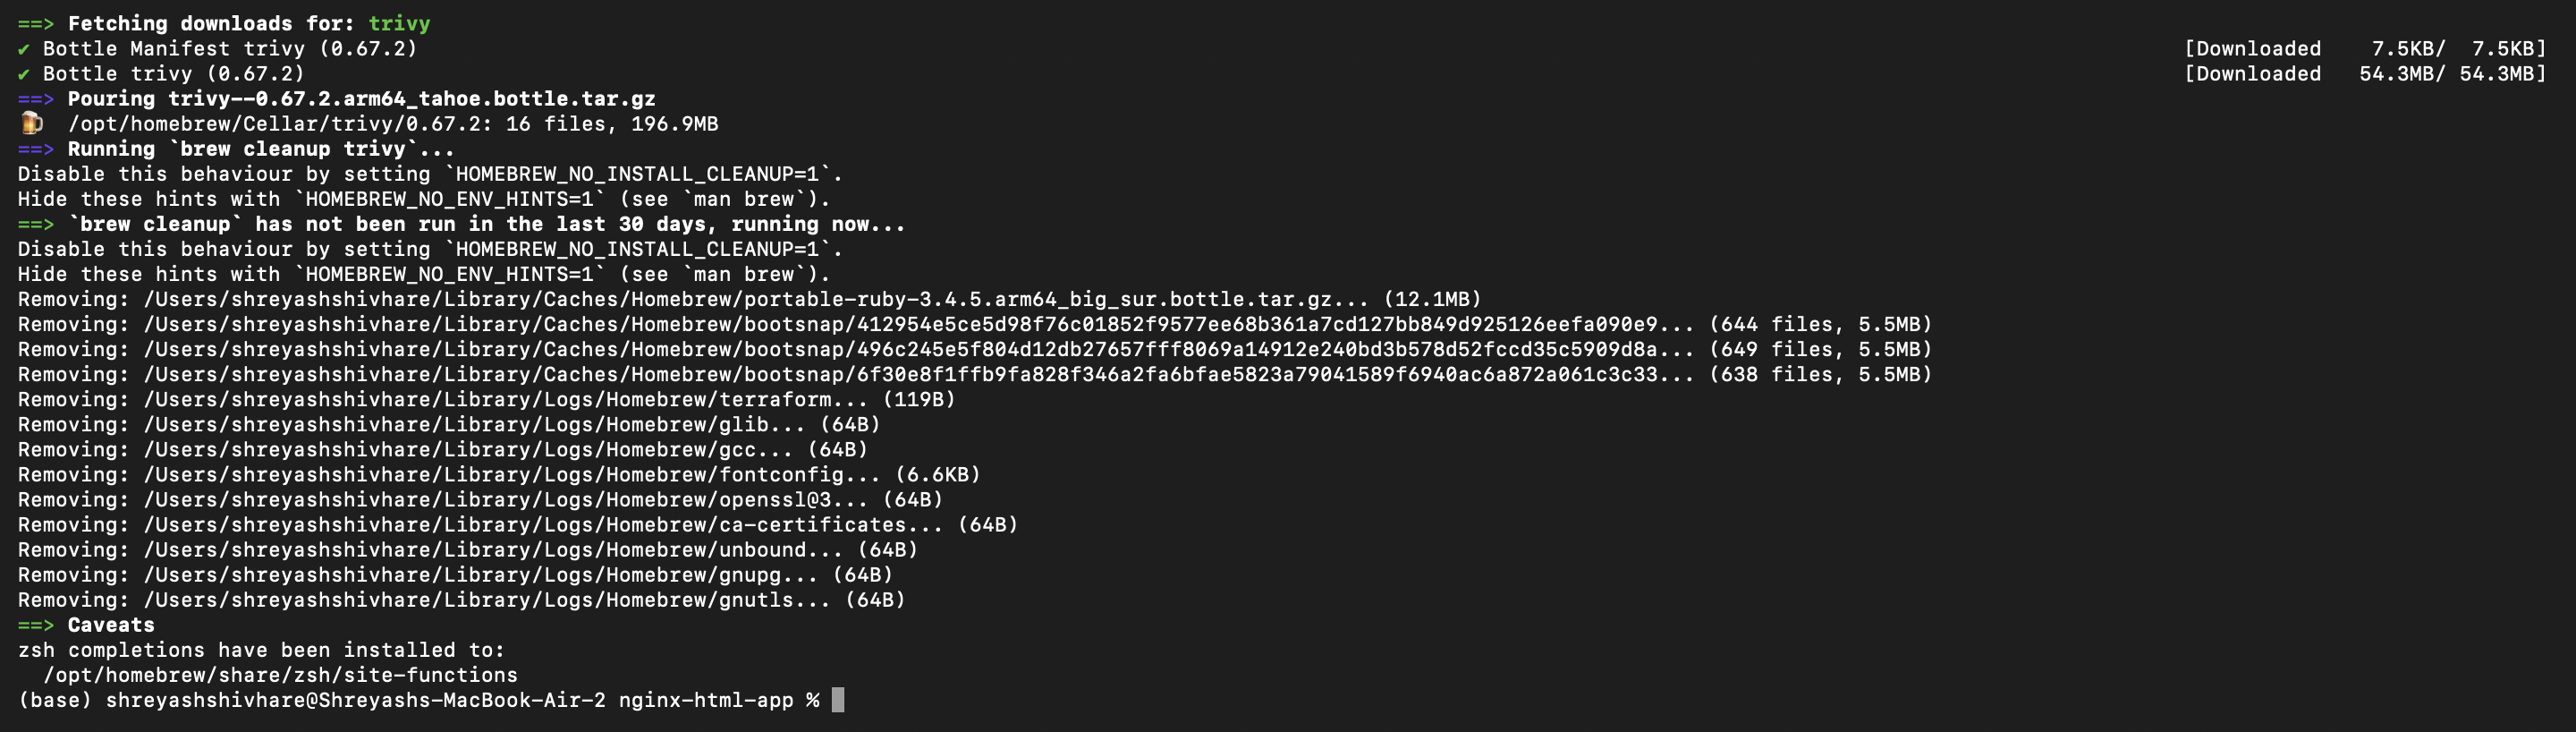 ==> Fetching downloads for: trivy
✔ Bottle Manifest trivy (0.67.2) [Downloaded 7.5KB/ 7.5KB]
✔ Bottle trivy (0.67.2) [Downloaded 54.3MB/ 54.3MB]
==> Pouring trivy--0.67.2.arm64_tahoe.bottle.tar.gz
🍺 /opt/homebrew/Cellar/trivy/0.67.2: 16 files, 196.9MB
==> Running `brew cleanup trivy`...
Disable this behaviour by setting `HOMEBREW_NO_INSTALL_CLEANUP=1`.
Hide these hints with `HOMEBREW_NO_ENV_HINTS=1` (see `man brew`).
==> `brew cleanup` has not been run in the last 30 days, running now...
Disable this behaviour by setting `HOMEBREW_NO_INSTALL_CLEANUP=1`.
Hide these hints with `HOMEBREW_NO_ENV_HINTS=1` (see `man brew`).
Removing: /Users/shreyashshivhare/Library/Caches/Homebrew/portable-ruby-3.4.5.arm64_big_sur.bottle.tar.gz... (12.1MB)
Removing: /Users/shreyashshivhare/Library/Caches/Homebrew/bootsnap/412954e5ce5d98f76c01852f9577ee68b361a7cd127bb849d925126eefa090e9... (644 files, 5.5MB)
Removing: /Users/shreyashshivhare/Library/Caches/Homebrew/bootsnap/496c245e5f804d12db27657fff8069a14912e240bd3b578d52fccd35c5909d8a... (649 files, 5.5MB)
Removing: /Users/shreyashshivhare/Library/Caches/Homebrew/bootsnap/6f30e8f1ffb9fa828f346a2fa6bfae5823a79041589f6940ac6a872a061c3c33... (638 files, 5.5MB)
Removing: /Users/shreyashshivhare/Library/Logs/Homebrew/terraform... (119B)
Removing: /Users/shreyashshivhare/Library/Logs/Homebrew/glib... (64B)
Removing: /Users/shreyashshivhare/Library/Logs/Homebrew/gcc... (64B)
Removing: /Users/shreyashshivhare/Library/Logs/Homebrew/fontconfig... (6.6KB)
Removing: /Users/shreyashshivhare/Library/Logs/Homebrew/openssl@3... (64B)
Removing: /Users/shreyashshivhare/Library/Logs/Homebrew/ca-certificates... (64B)
Removing: /Users/shreyashshivhare/Library/Logs/Homebrew/unbound... (64B)
Removing: /Users/shreyashshivhare/Library/Logs/Homebrew/gnupg... (64B)
Removing: /Users/shreyashshivhare/Library/Logs/Homebrew/gnutls... (64B)
==> Caveats
zsh completions have been installed to:
  /opt/homebrew/share/zsh/site-functions
(base) shreyashshivhare@Shreyashs-MacBook-Air-2 nginx-html-app %